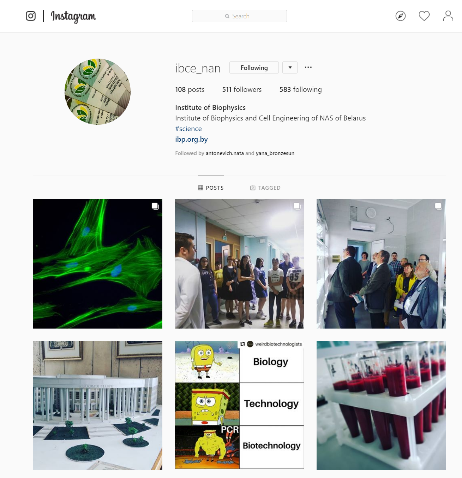 Instagram
Search
ibce_nan Following
108 posts 511 followers 583 following
Institute of Biophysics
Institute of Biophysics and Cell Engineering of NAS of Belarus
#science
ibp.org.by
Followed by antonevich.nata and yana_bronzesun
POSTS TAGGED
weirdbiotechnologists
Biology
Technology
PCR
Biotechnology